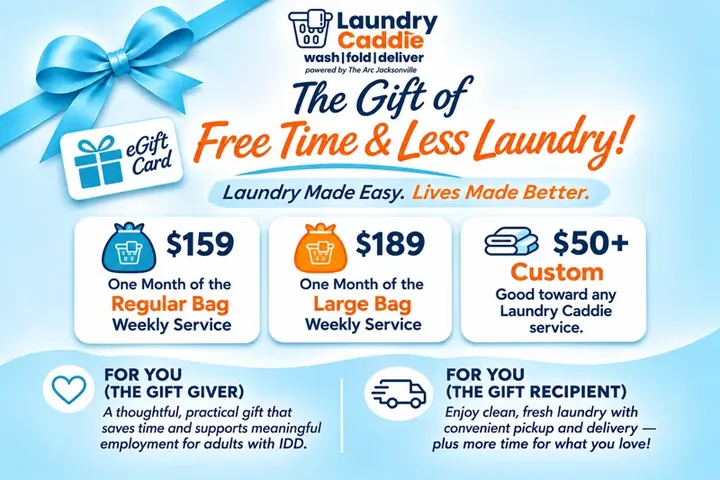 Laundry
Caddie
wash|fold|deliver
powered by The Arc Jacksonville
The Gift of
Free Time & Less Laundry!
eGift
Card
Laundry Made Easy. Lives Made Better.
$159
One Month of the
Regular Bag
Weekly Service
$189
One Month of the
Large Bag
Weekly Service
$50+
Custom
Good toward any
Laundry Caddie
service.
FOR YOU
(THE GIFT GIVER)
A thoughtful, practical gift that
saves time and supports meaningful
employment for adults with IDD.
FOR YOU
(THE GIFT RECIPIENT)
Enjoy clean, fresh laundry with
convenient pickup and delivery —
plus more time for what you love!